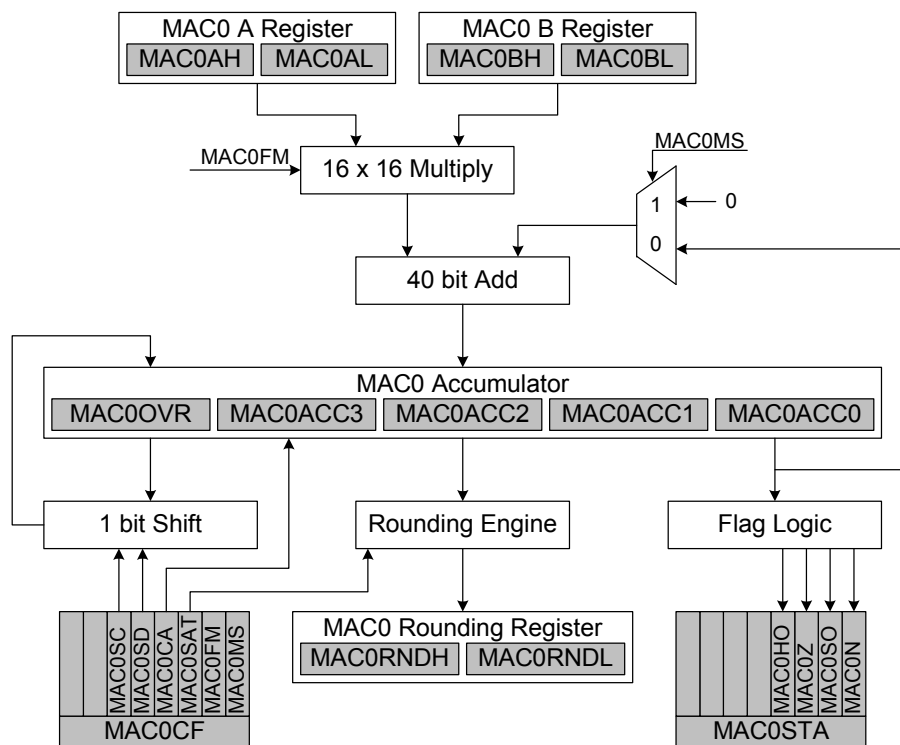 MAC0 A Register
MAC0AH MAC0AL
MAC0 B Register
MAC0BH MAC0BL
MAC0FM
16 x 16 Multiply
MAC0MS
1
0
0
40 bit Add
MAC0 Accumulator
MAC0OVR MAC0ACC3 MAC0ACC2 MAC0ACC1 MAC0ACC0
1 bit Shift
Rounding Engine
Flag Logic
MAC0SC
MAC0SD
MAC0CA
MAC0SAT
MAC0FM
MAC0MS
MAC0CF
MAC0 Rounding Register
MAC0RNDH MAC0RNDL
MAC0HO
MAC0Z
MAC0SO
MAC0N
MAC0STA